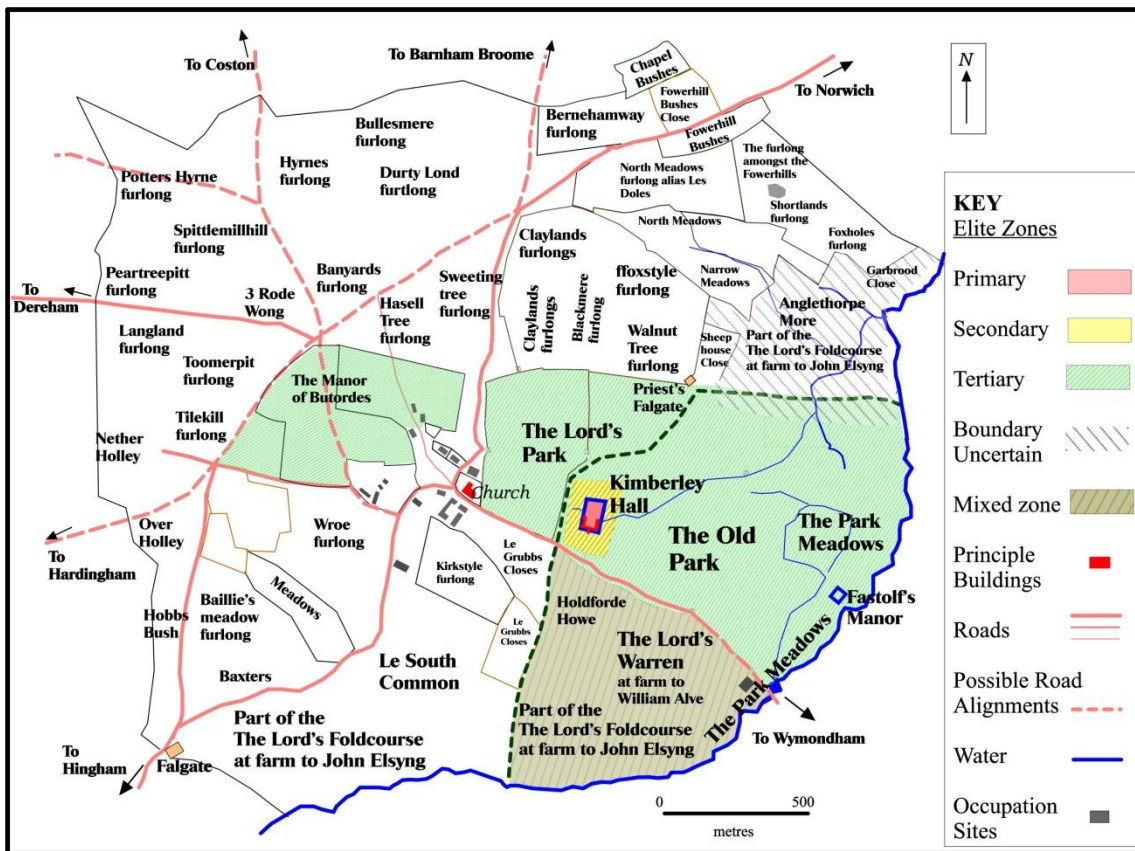 To Coston
To Barnham Broome
To Norwich
N
Chapel
Bushes
Fowerhill
Bushes
Close
Fowerhill
Bushes
Bernehamway
furlong
Bullesmere
furlong
Hyrnes
furlong
Durty Lond
furtlong
Potters Hyrne
furlong
North Meadows
furlong alias Les
Doles
The furlong
amongst the
Fowerhills
Shortlands
furlong
North Meadows
Foxholes
furlong
Garbrood
Close
Spittlemillhill
furlong
Claylands
furlongs
Peartreepitt
furlong
Banyards
furlong
Sweeting
tree
furlong
ffoxstyle
furlong
Narrow
Meadows
Anglethorpe
More
Part of the
The Lord's Foldcourse
at farm to John Elsyng
To
Dereham
3 Rode
Wong
Hasell
Tree
furlong
Claylands
furlongs
Blackmere
furlong
Walnut
Tree
furlong
Sheep
house
Close
Langland
furlong
Toomerpit
furlong
The Manor
of Butordes
Priest's
Falgate
Tilekill
furlong
Nether
Holley
The Lord's
Park
Kimberley
Hall
Church
The Old
Park
The Park
Meadows
Over
Holley
Wroe
furlong
Le
Grubbs
Closes
Kirkstyle
furlong
To
Hardingham
Meadows
Fastolf's
Manor
Hobbs
Bush
Baillie's
meadow
furlong
Le
Grubbs
Closes
Holdforde
Howe
The Lord's
Warren
at farm to
William Alve
The Park Meadows
Baxters
Le South
Common
Part of the
The Lord's Foldcourse
at farm to John Elsyng
Part of the
The Lord's Foldcourse
at farm to John Elsyng
To Wymondham
To
Hingham
Falgate
0 500
metres
KEY
Elite Zones
Primary
Secondary
Tertiary
Boundary
Uncertain
Mixed zone
Principle
Buildings
Roads
Possible Road
Alignments
Water
Occupation
Sites